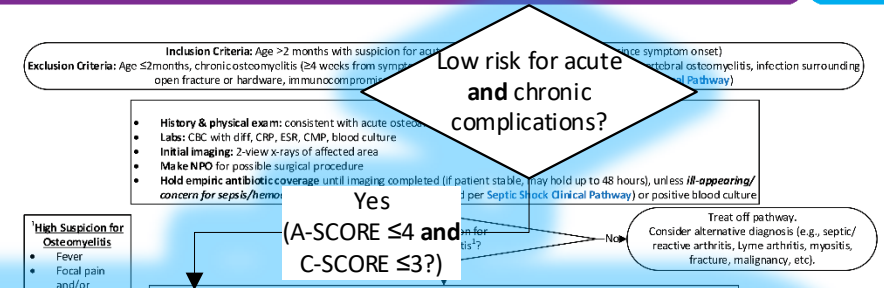 Inclusion Criteria: Age >2 months with suspicion for acu since symptom onset)
Exclusion Criteria: Age ≤2months, chronic osteomyelitis (≥4 weeks from sympt ertebral osteomyelitis, infection surrounding
open fracture or hardware, immunocompromi al Pathway)
Low risk for acute
and chronic
complications?
• History & physical exam: consistent with acute osteo
• Labs: CBC with diff, CRP, ESR, CMP, blood culture
• Initial imaging: 2-view x-rays of affected area
• Make NPO for possible surgical procedure
• Hold empiric antibiotic coverage until imaging completed (if patient stable, may hold up to 48 hours), unless ill-appearing/
concern for sepsis/hemo d per Septic Shock Clinical Pathway) or positive blood culture
Yes
(A-SCORE ≤4 and
C-SCORE ≤3?)
on for
tis¹?
No
Treat off pathway.
Consider alternative diagnosis (e.g., septic/
reactive arthritis, Lyme arthritis, myositis,
fracture, malignancy, etc).
¹High Suspicion for
Osteomyelitis
• Fever
• Focal pain
and/or